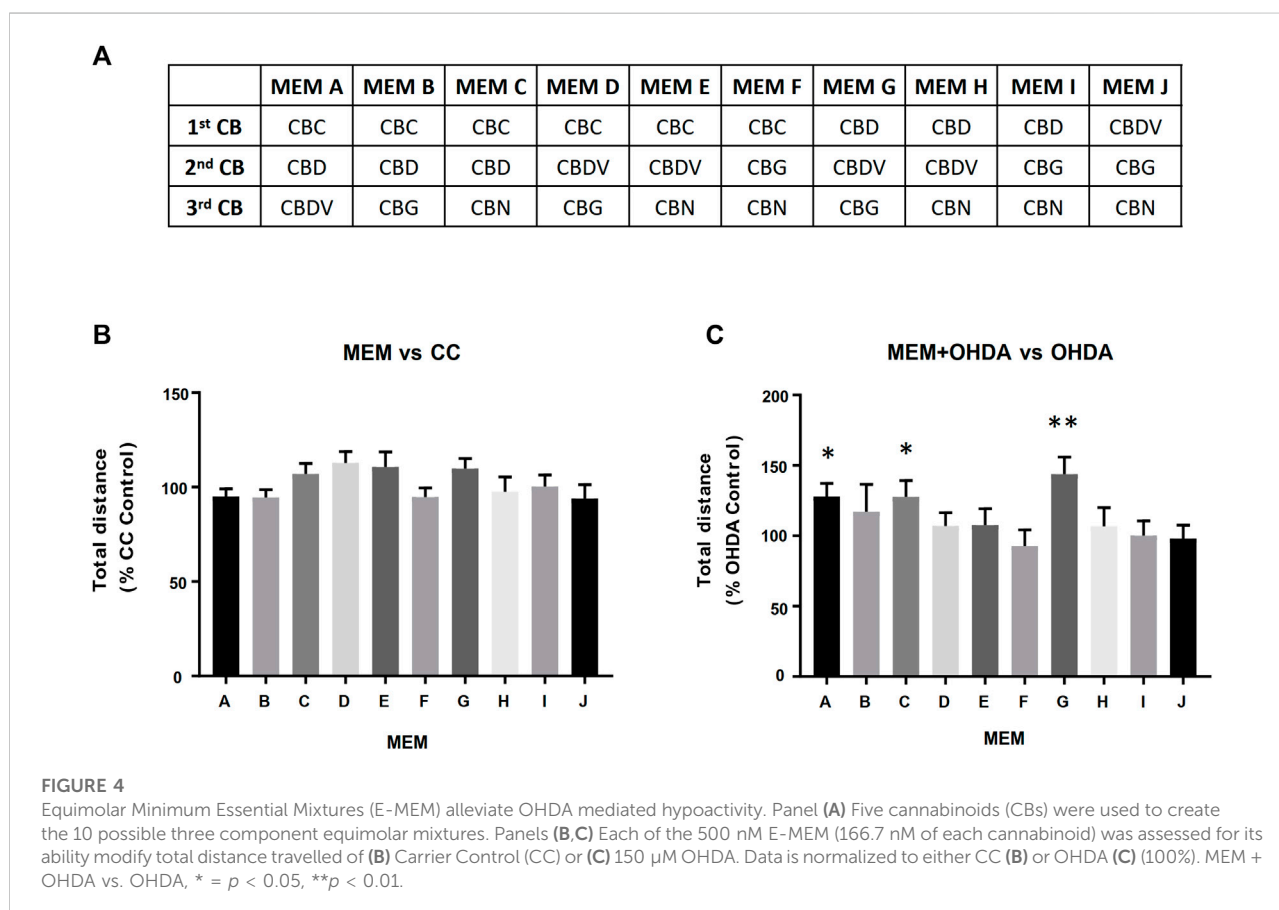 A
MEM A MEM B MEM C MEM D MEM E MEM F MEM G MEM H MEM I MEM J
1st CB CBC CBC CBC CBC CBC CBC CBD CBD CBD CBDV
2nd CB CBD CBD CBD CBDV CBDV CBG CBDV CBDV CBG CBG
3rd CB CBDV CBG CBN CBG CBN CBN CBG CBN CBN CBN
B
MEM vs CC
Total distance
(% CC Control)
150
100
50
0
A B C D E F G H I J
MEM
C
MEM+OHDA vs OHDA
Total distance
(% OHDA Control)
200
150
100
50
0
* * **
A B C D E F G H I J
MEM
FIGURE 4
Equimolar Minimum Essential Mixtures (E-MEM) alleviate OHDA mediated hypoactivity. Panel (A) Five cannabinoids (CBs) were used to create
the 10 possible three component equimolar mixtures. Panels (B,C) Each of the 500 nM E-MEM (166.7 nM of each cannabinoid) was assessed for its
ability modify total distance travelled of (B) Carrier Control (CC) or (C) 150 µM OHDA. Data is normalized to either CC (B) or OHDA (C) (100%). MEM +
OHDA vs. OHDA, * = p < 0.05, **p < 0.01.